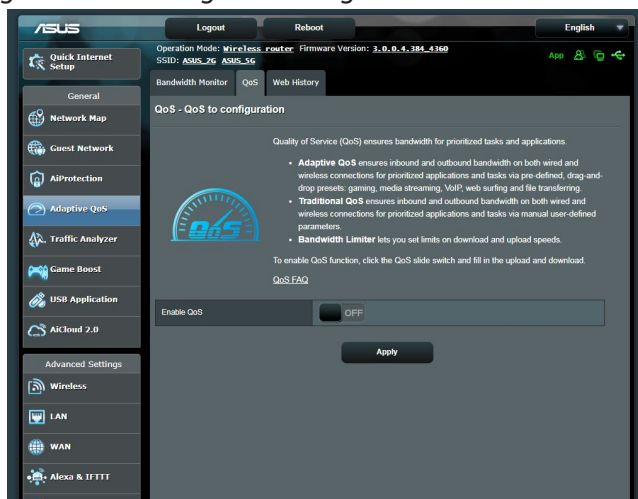 ASUS
Logout
Reboot
English
Quick Internet
Setup
Operation Mode: Wireless router Firmware Version: 3.0.0.4.384_4360
SSID: ASUS_2G ASUS_5G
App
General
Network Map
Guest Network
AiProtection
Adaptive QoS
Traffic Analyzer
Game Boost
USB Application
AiCloud 2.0
Advanced Settings
Wireless
LAN
WAN
Alexa & IFTTT
Bandwidth Monitor
QoS
Web History
QoS - QoS to configuration
QoS
Quality of Service (QoS) ensures bandwidth for prioritized tasks and applications.
• Adaptive QoS ensures inbound and outbound bandwidth on both wired and
wireless connections for prioritized applications and tasks via pre-defined, drag-and-
drop presets: gaming, media streaming, VoIP, web surfing and file transferring.
• Traditional QoS ensures inbound and outbound bandwidth on both wired and
wireless connections for prioritized applications and tasks via manual user-defined
parameters.
• Bandwidth Limiter lets you set limits on download and upload speeds.
To enable QoS function, click the QoS slide switch and fill in the upload and download.
QoS FAQ
Enable QoS
OFF
Apply